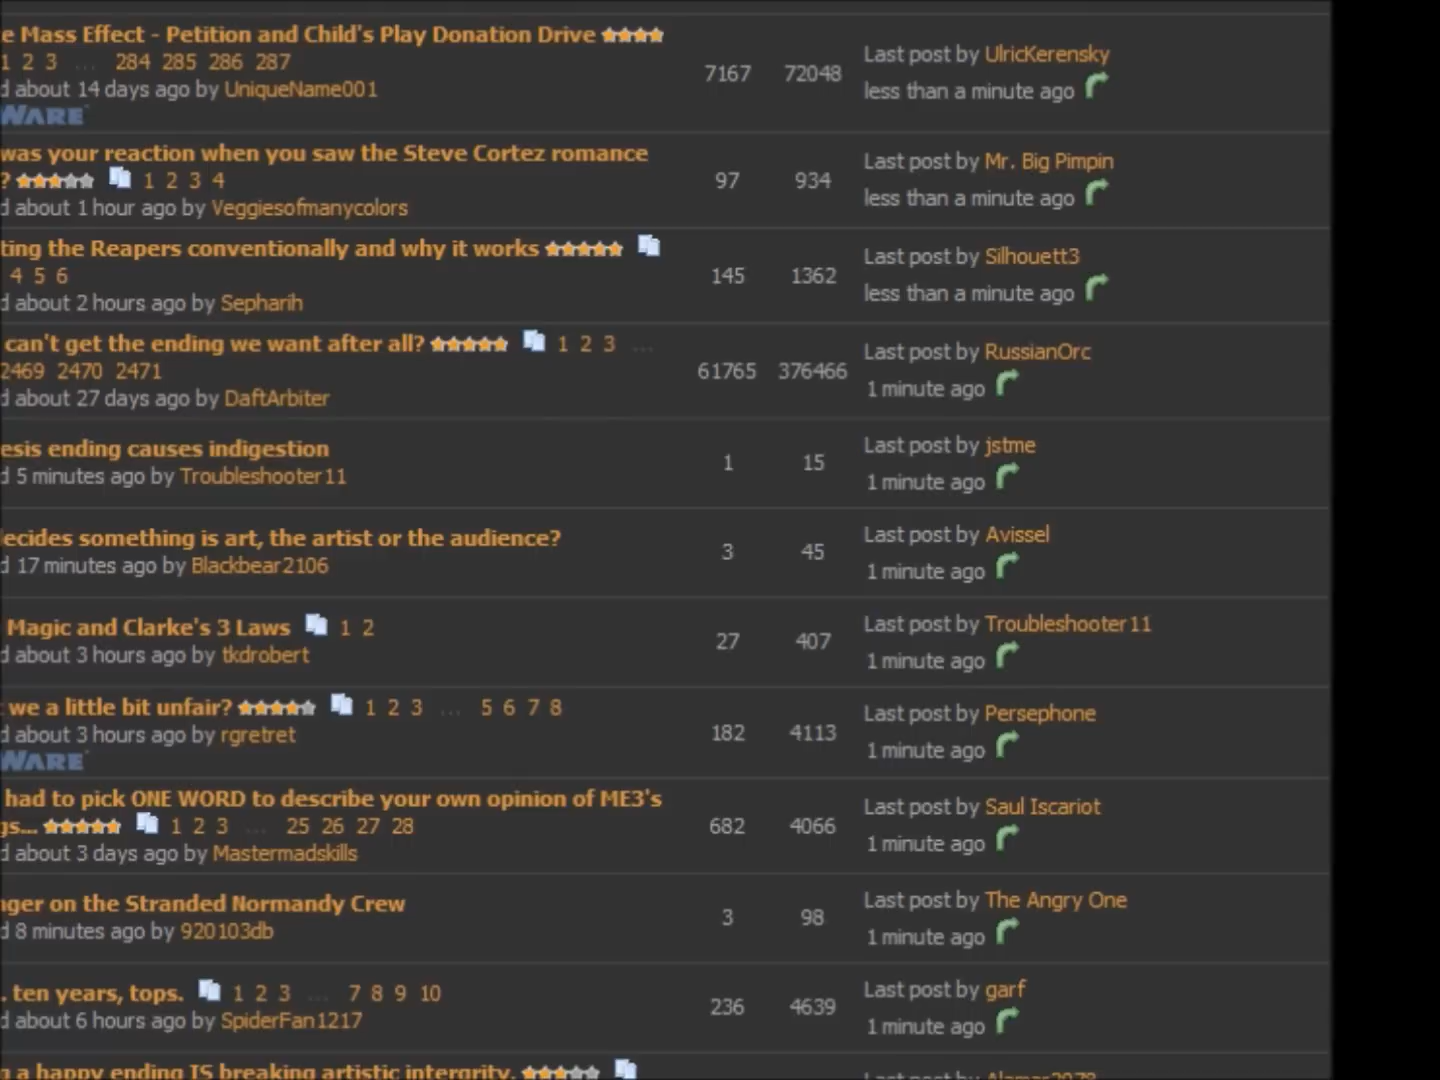 e Mass Effect - Petition and Child's Play Donation Drive
1 2 3 ... 284 285 286 287
d about 14 days ago by UniqueName001
WARE
7167 72048
Last post by UlricKerensky
less than a minute ago
was your reaction when you saw the Steve Cortez romance
? 1 2 3 4
d about 1 hour ago by Veggiesofmanycolors
97 934
Last post by Mr. Big Pimpin
less than a minute ago
ting the Reapers conventionally and why it works
4 5 6
d about 2 hours ago by Sepharih
145 1362
Last post by Silhouett3
less than a minute ago
can't get the ending we want after all? 1 2 3 ...
2469 2470 2471
d about 27 days ago by DaftArbiter
61765 376466
Last post by RussianOrc
1 minute ago
esis ending causes indigestion
d 5 minutes ago by Troubleshooter11
1 15
Last post by jstme
1 minute ago
ecides something is art, the artist or the audience?
d 17 minutes ago by Blackbear2106
3 45
Last post by Avissel
1 minute ago
Magic and Clarke's 3 Laws 1 2
d about 3 hours ago by tkdrobert
27 407
Last post by Troubleshooter11
1 minute ago
we a little bit unfair? 1 2 3 ... 5 6 7 8
d about 3 hours ago by rgretret
WARE
182 4113
Last post by Persephone
1 minute ago
had to pick ONE WORD to describe your own opinion of ME3's
gs... 1 2 3 ... 25 26 27 28
d about 3 days ago by Mastermadskills
682 4066
Last post by Saul Iscariot
1 minute ago
nger on the Stranded Normandy Crew
d 8 minutes ago by 920103db
3 98
Last post by The Angry One
1 minute ago
. ten years, tops. 1 2 3 ... 7 8 9 10
d about 6 hours ago by SpiderFan1217
236 4639
Last post by garf
1 minute ago
g a happy ending IS breaking artistic intergrity.
Last post by